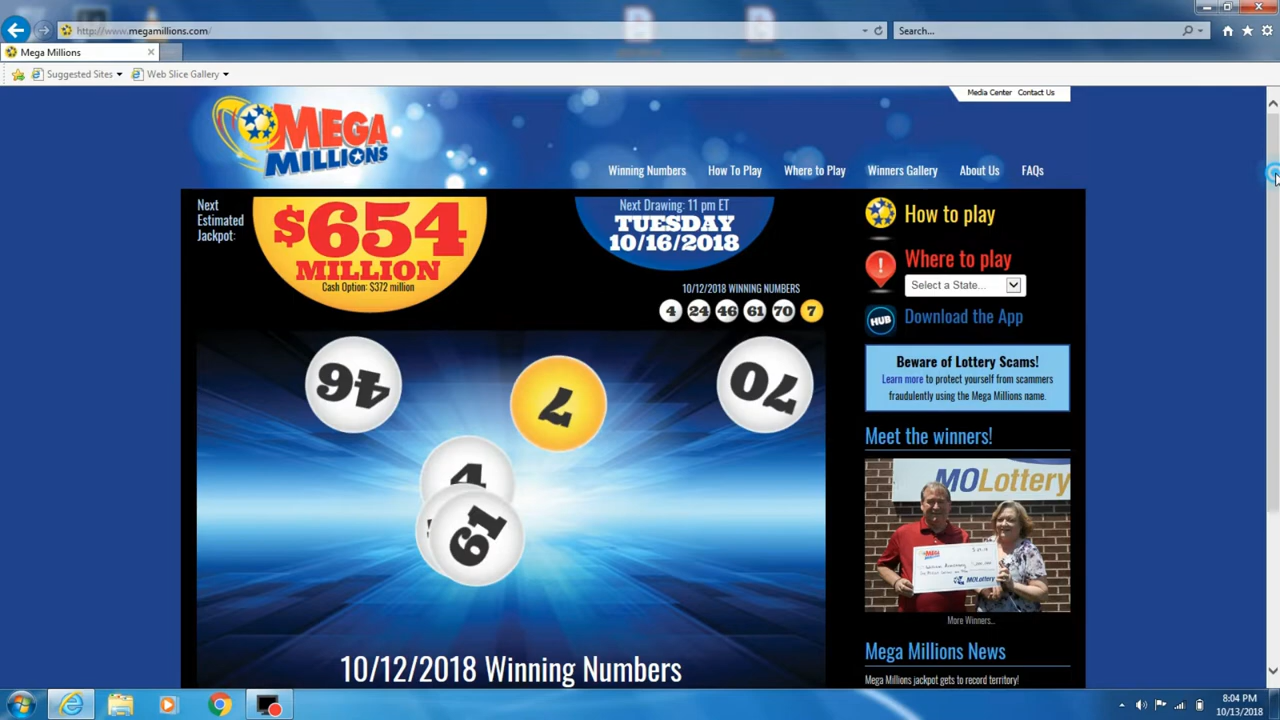 http://www.megamillions.com/
Search...
Mega Millions
Suggested Sites
Web Slice Gallery
Media Center Contact Us
MEGA
MILLIONS
Winning Numbers How To Play Where to Play Winners Gallery About Us FAQs
Next
Estimated
Jackpot:
$654
MILLION
Cash Option: $372 million
Next Drawing: 11 pm ET
TUESDAY
10/16/2018
10/12/2018 WINNING NUMBERS
4 24 46 61 70 7
46
7
70
4
61
10/12/2018 Winning Numbers
How to play
Where to play
Select a State...
HUB
Download the App
Beware of Lottery Scams!
Learn more to protect yourself from scammers
fraudulently using the Mega Millions name.
Meet the winners!
MOLottery
MOLottery
More Winners...
Mega Millions News
Mega Millions jackpot gets to record territory!
8:04 PM
10/13/2018